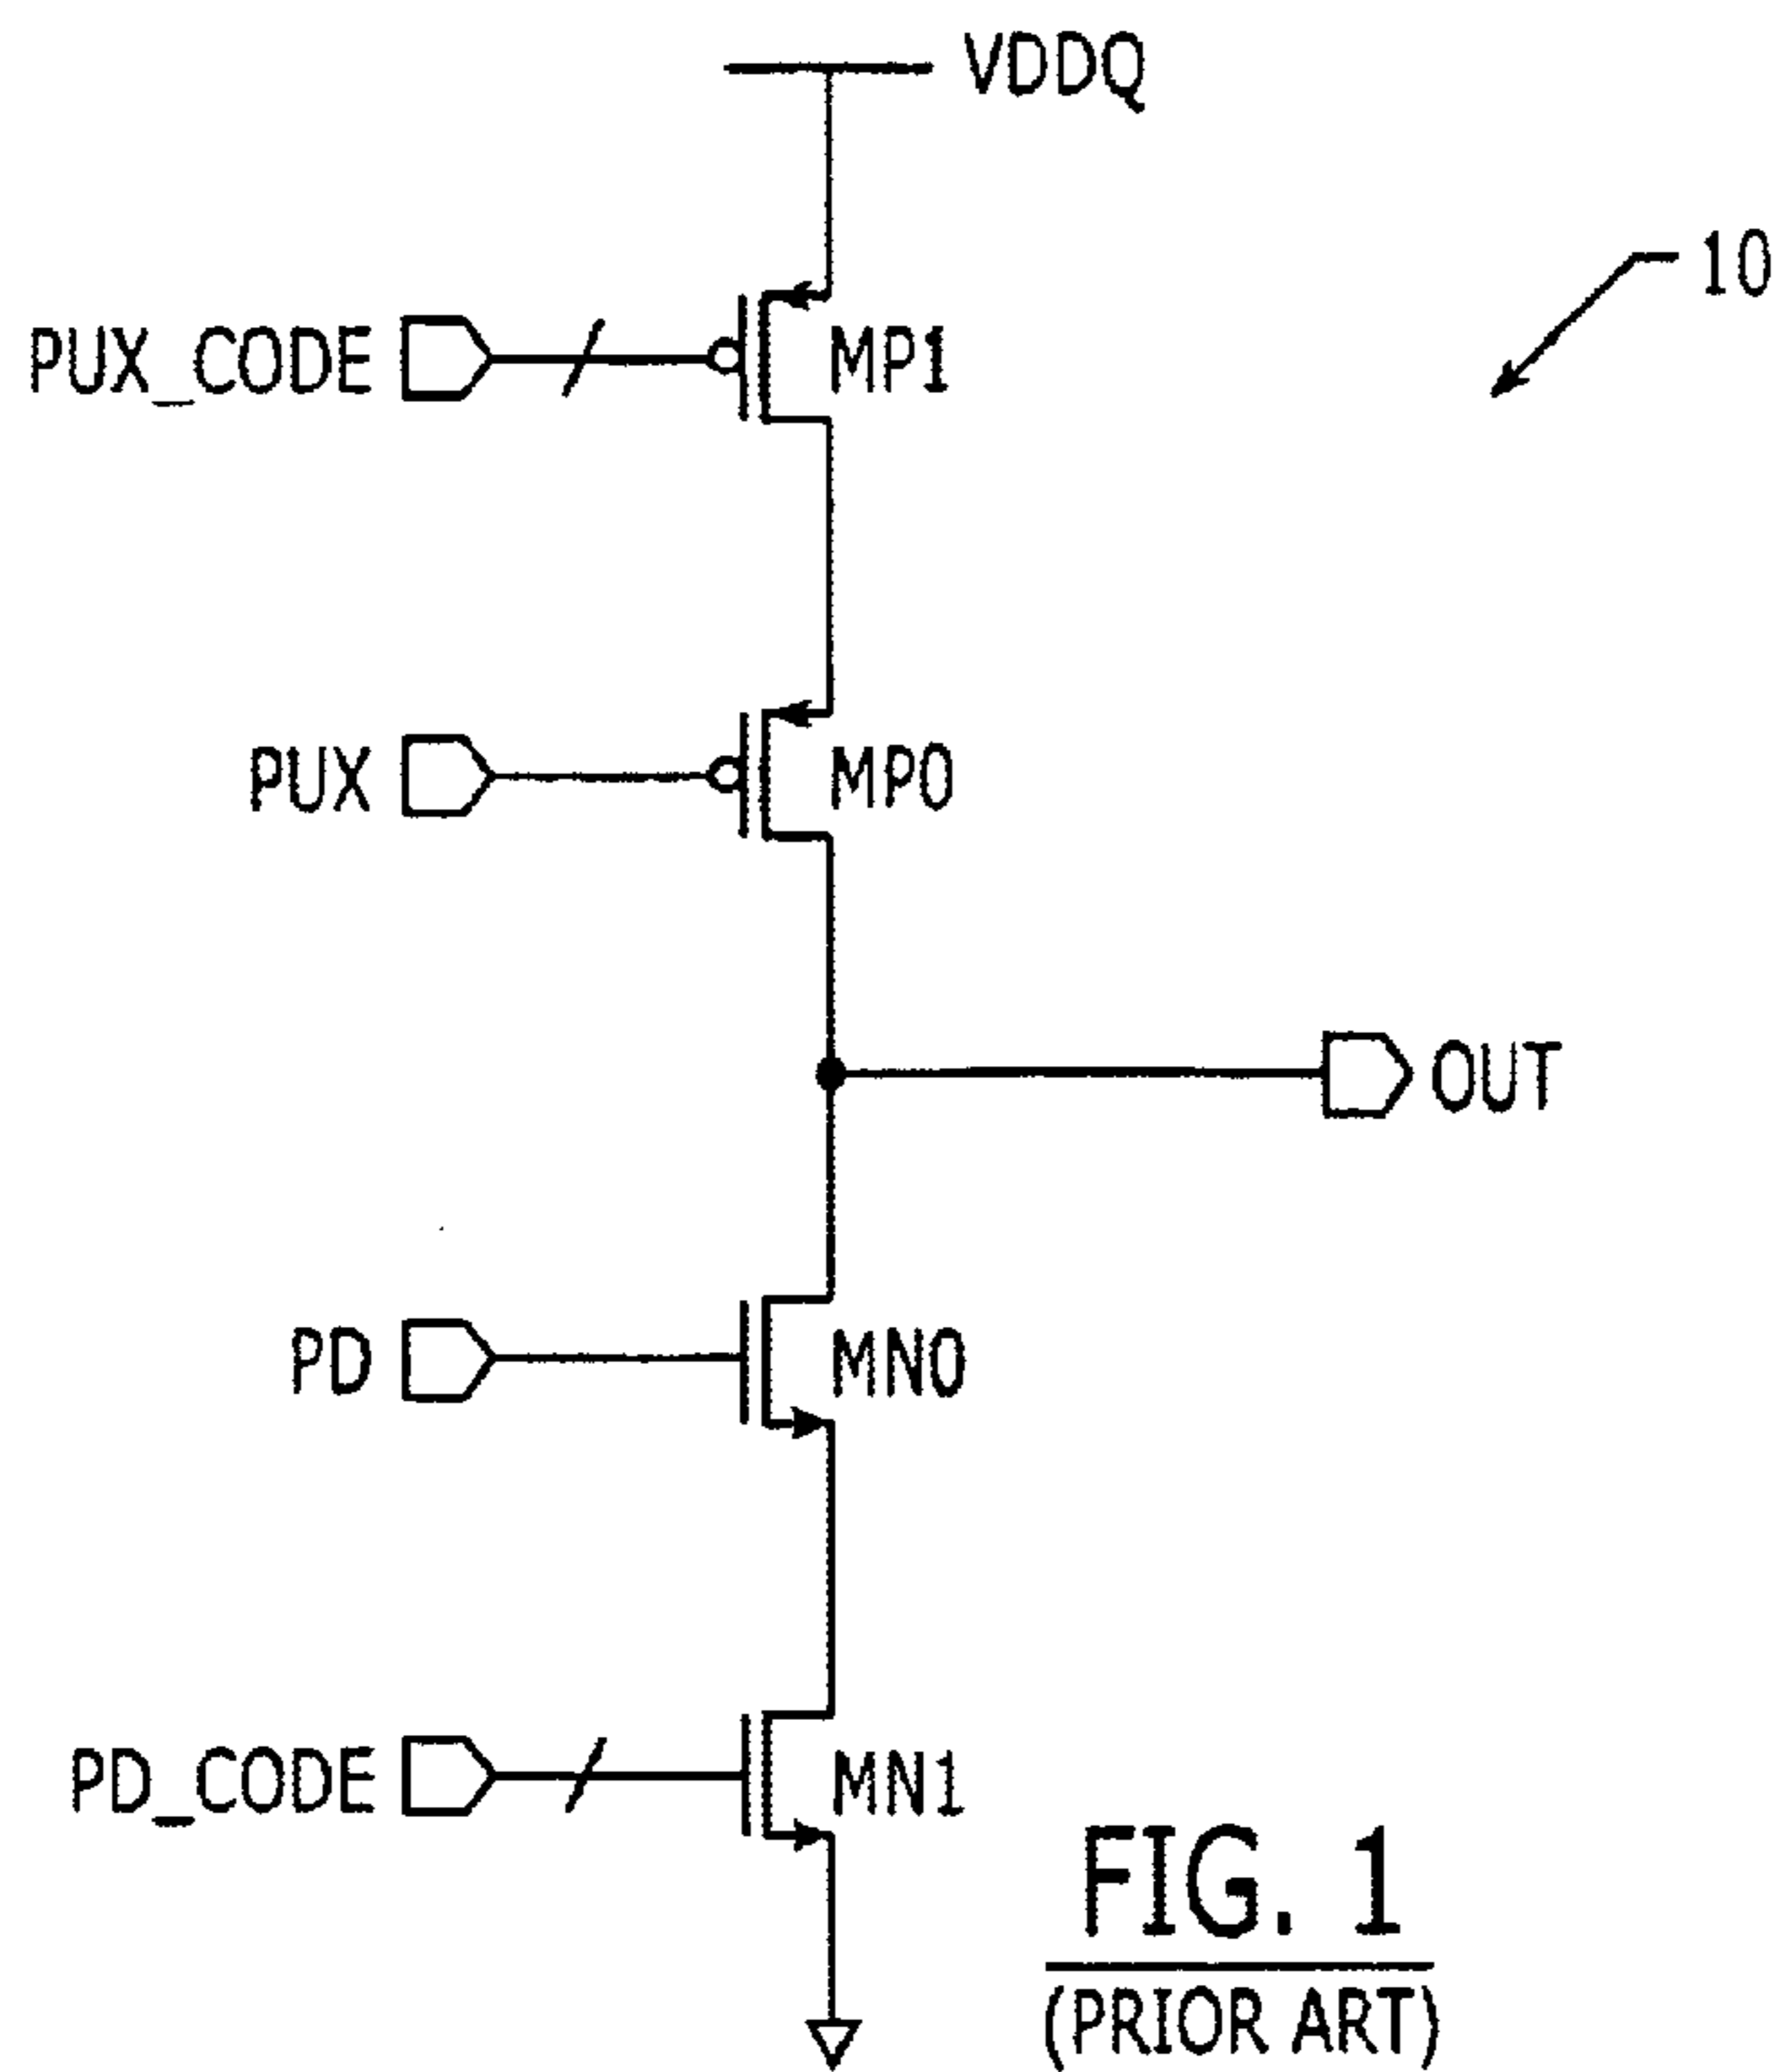 VDDQ
10
PUX_CODE
MP1
PUX
MP0
OUT
PD
MN0
PD_CODE
MN1
FIG. 1
(PRIOR ART)